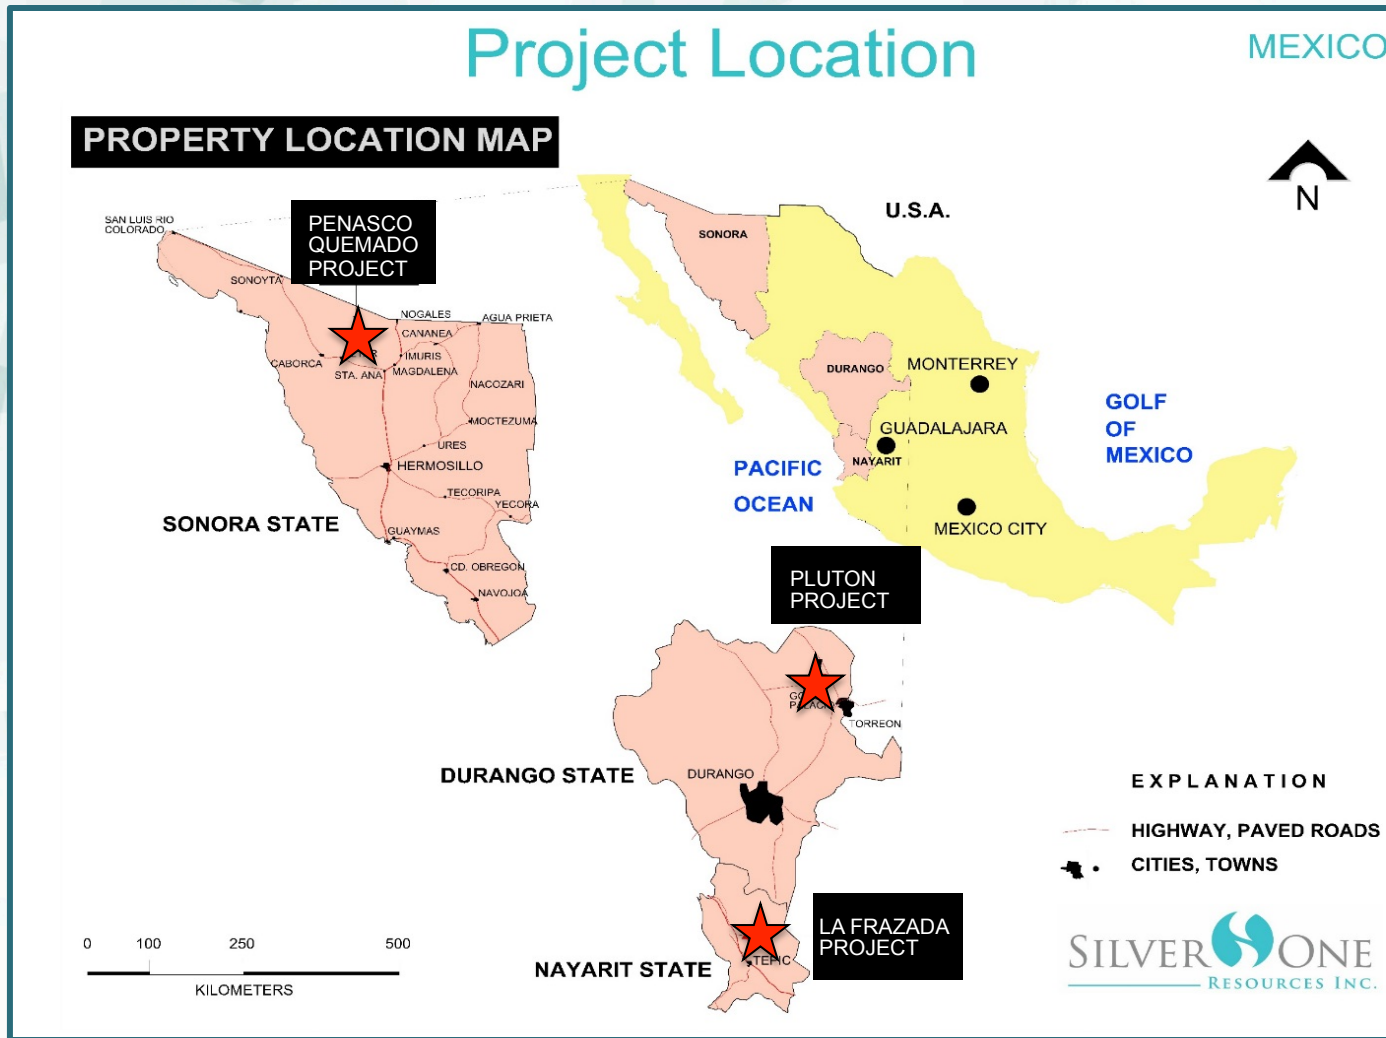 Project Location
MEXICO
PROPERTY LOCATION MAP
N
SAN LUIS RIO
COLORADO
PENASCO
QUEMADO
PROJECT
SONOYTA
NOGALES
AGUA PRIETA
CANANEA
CABORCA
IMURIS
STA. ANA
MAGDALENA
NACOZARI
MOCTEZUMA
URES
HERMOSILLO
TECORIPA
YECORA
SONORA STATE
GUAYMAS
CD. OBREGON
NAVOJOA
U.S.A.
SONORA
DURANGO
MONTERREY
GUADALAJARA
NAYARIT
GOLF
OF
MEXICO
PACIFIC
OCEAN
MEXICO CITY
PLUTON
PROJECT
TORREON
DURANGO STATE
DURANGO
LA FRAZADA
PROJECT
TEPIC
NAYARIT STATE
EXPLANATION
HIGHWAY, PAVED ROADS
CITIES, TOWNS
0 100 250 500
KILOMETERS
SILVER ONE
RESOURCES INC.